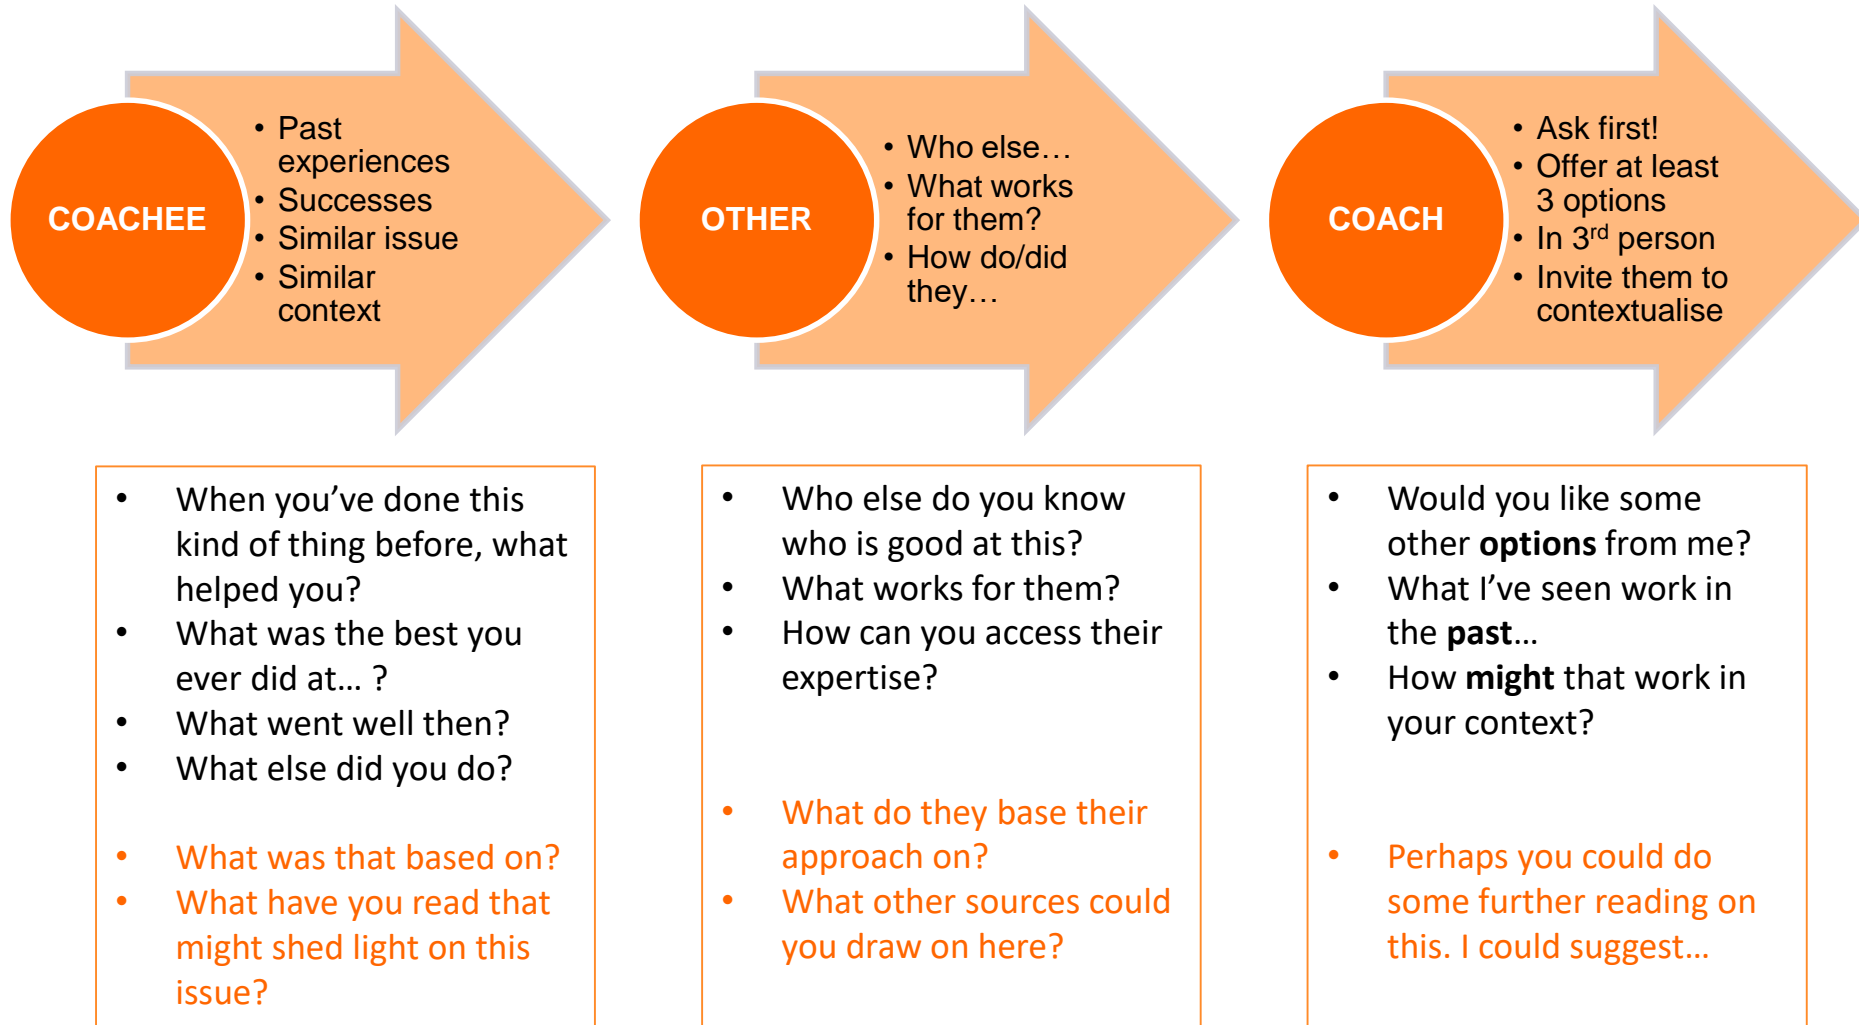 COACHEE
• Past
experiences
• Successes
• Similar issue
• Similar
context
OTHER
• Who else…
• What works
for them?
• How do/did
they…
COACH
• Ask first!
• Offer at least
3 options
• In 3rd person
• Invite them to
contextualise
• When you’ve done this
kind of thing before, what
helped you?
• What was the best you
ever did at… ?
• What went well then?
• What else did you do?
• What was that based on?
• What have you read that
might shed light on this
issue?
• Who else do you know
who is good at this?
• What works for them?
• How can you access their
expertise?
• What do they base their
approach on?
• What other sources could
you draw on here?
• Would you like some
other options from me?
• What I’ve seen work in
the past…
• How might that work in
your context?
• Perhaps you could do
some further reading on
this. I could suggest…